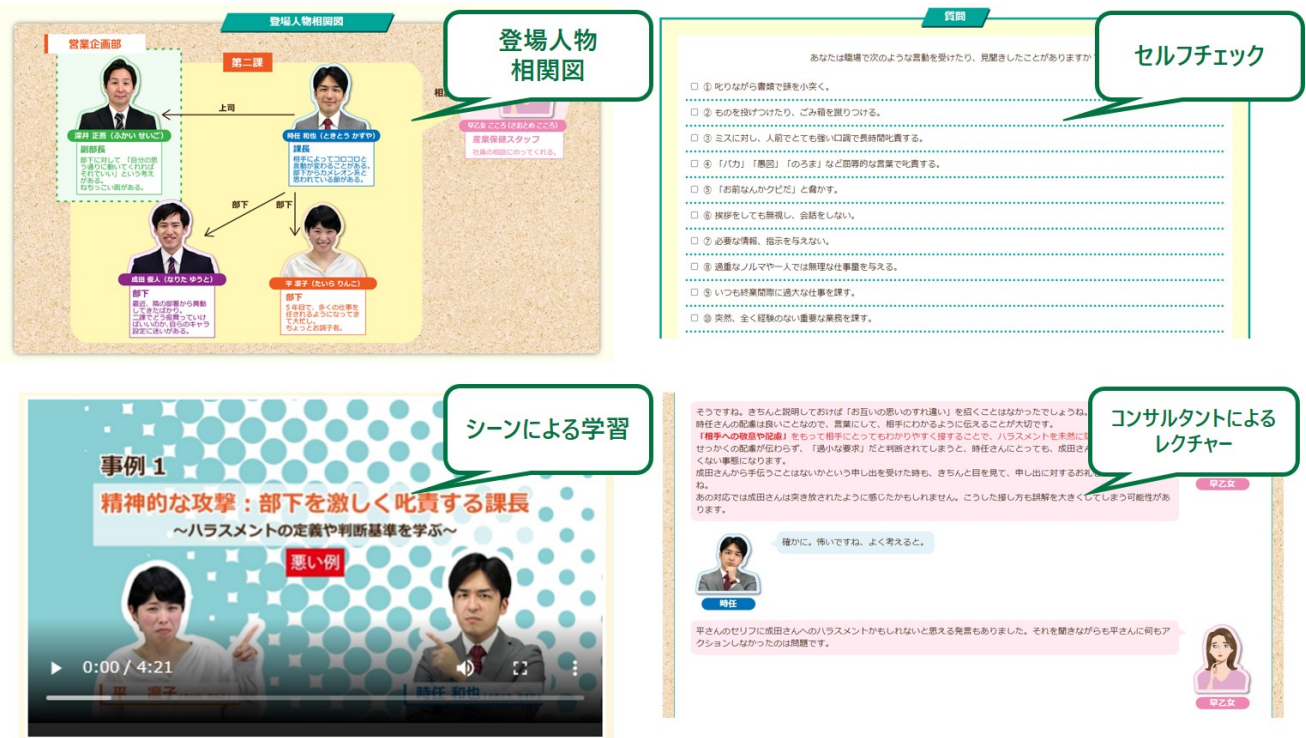 登場人物相関図
登場人物
相関図
営業企画部
第二課
上司
相
深井 正吾（ふかい せいご）
副部長
部下に対して「自分の思
う通りに動いてくれれば
それでいい」という考え
がある。
ねちっこい面がある。
時任 和也（ときとう かずや）
課長
相手によってコロコロと
言動が変わることがある。
部下からカメレオン系と
思われている節がある。
早乙女 こころ（さおとめ こころ）
産業保健スタッフ
社員の相談にのってくれる。
部下
部下
成田 優人（なりた ゆうと）
部下
最近、隣の部署から異動
してきたばかり。
二課でどう振舞っていけ
ばいいのか、自らのキャラ
設定に迷いがある。
平 凛子（たいら りんこ）
部下
5年目で、多くの仕事を
任されるようになってき
て大忙し。
ちょっとお調子者。
質問
セルフチェック
あなたは職場で次のような言動を受けたり、見聞きしたことがありますか
① 叱りながら書類で頭を小突く。
② ものを投げつけたり、ごみ箱を蹴りつける。
③ ミスに対し、人前でとても強い口調で長時間叱責する。
④ 「バカ」「愚図」「のろま」など屈辱的な言葉で叱責する。
⑤ 「お前なんかクビだ」と脅かす。
⑥ 挨拶をしても無視し、会話をしない。
⑦ 必要な情報、指示を与えない。
⑧ 過重なノルマや一人では無理な仕事量を与える。
⑨ いつも終業間際に過大な仕事を課す。
⑩ 突然、全く経験のない重要な業務を課す。
シーンによる学習
事例 1
精神的な攻撃：部下を激しく叱責する課長
～ハラスメントの定義や判断基準を学ぶ～
悪い例
0:00 / 4:21
平 凛子
時任 和也
コンサルタントによる
レクチャー
そうですね。きちんと説明しておけば「お互いの思いのすれ違い」を招くことはなかったでしょうね。
時任さんの配慮は良いことなので、言葉にして、相手にわかるように伝えることが大切です。
「相手への敬意や配慮」をもって相手にとってもわかりやすく接することで、ハラスメントを未然に
せっかくの配慮が伝わらず、「過小な要求」だと判断されてしまうと、時任さんにとっても、成田さ
くない事態になります。
成田さんから手伝うことはないかという申し出を受けた時も、きちんと目を見て、申し出に対するお礼
ね。
あの対応では成田さんは突き放されたように感じたかもしれません。こうした接し方も誤解を大きくしてしまう可能性があ
ります。
早乙女
確かに。怖いですね、よく考えると。
時任
平さんのセリフに成田さんへのハラスメントかもしれないと思える発言もありました。それを聞きながらも平さんに何もア
クションしなかったのは問題です。
早乙女